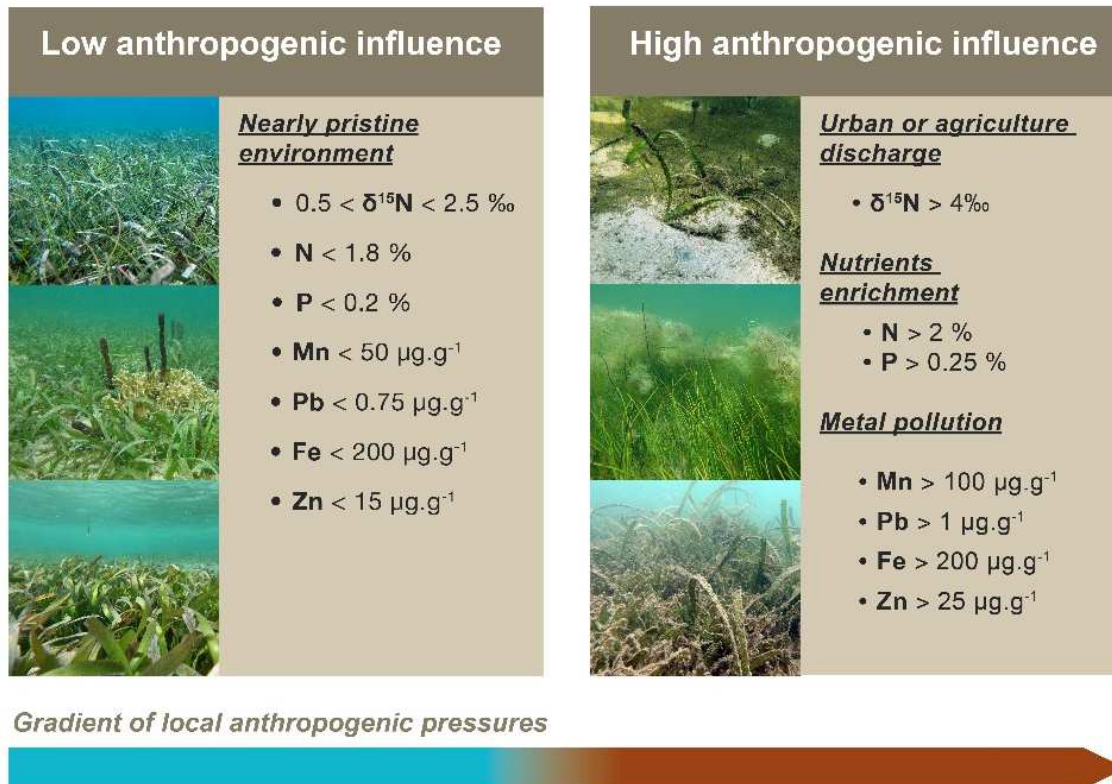 Low anthropogenic influence
Nearly pristine
environment
• 0.5 < δ¹⁵N < 2.5 ‰
• N < 1.8 %
• P < 0.2 %
• Mn < 50 µg.g⁻¹
• Pb < 0.75 µg.g⁻¹
• Fe < 200 µg.g⁻¹
• Zn < 15 µg.g⁻¹
High anthropogenic influence
Urban or agriculture
discharge
• δ¹⁵N > 4‰
Nutrients
enrichment
• N > 2 %
• P > 0.25 %
Metal pollution
• Mn > 100 µg.g⁻¹
• Pb > 1 µg.g⁻¹
• Fe > 200 µg.g⁻¹
• Zn > 25 µg.g⁻¹
Gradient of local anthropogenic pressures